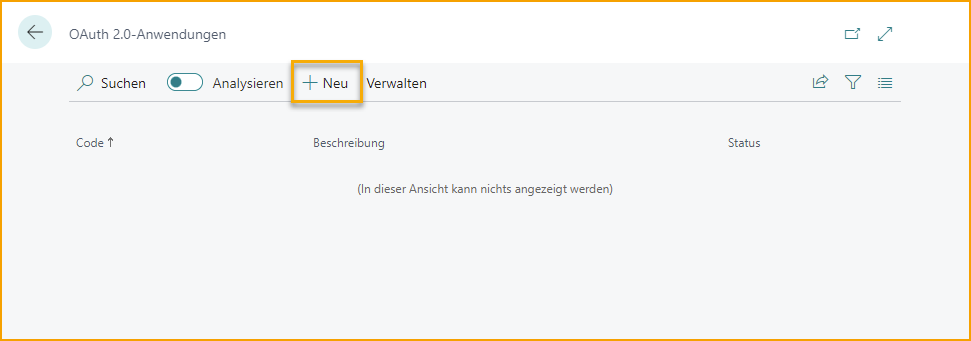 OAuth 2.0-Anwendungen
Suchen Analysieren Neu Verwalten
Code Beschreibung Status
(In dieser Ansicht kann nichts angezeigt werden)